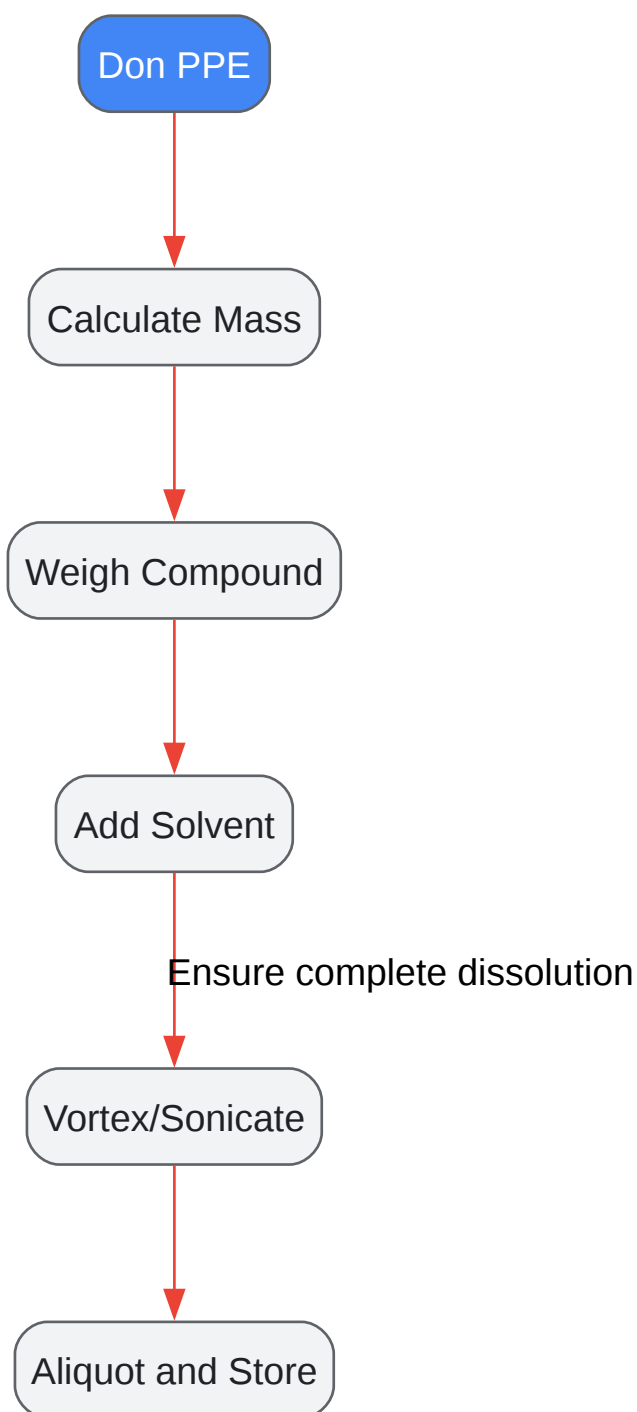 Don PPE
Calculate Mass
Weigh Compound
Add Solvent
Ensure complete dissolution
Vortex/Sonicate
Aliquot and Store